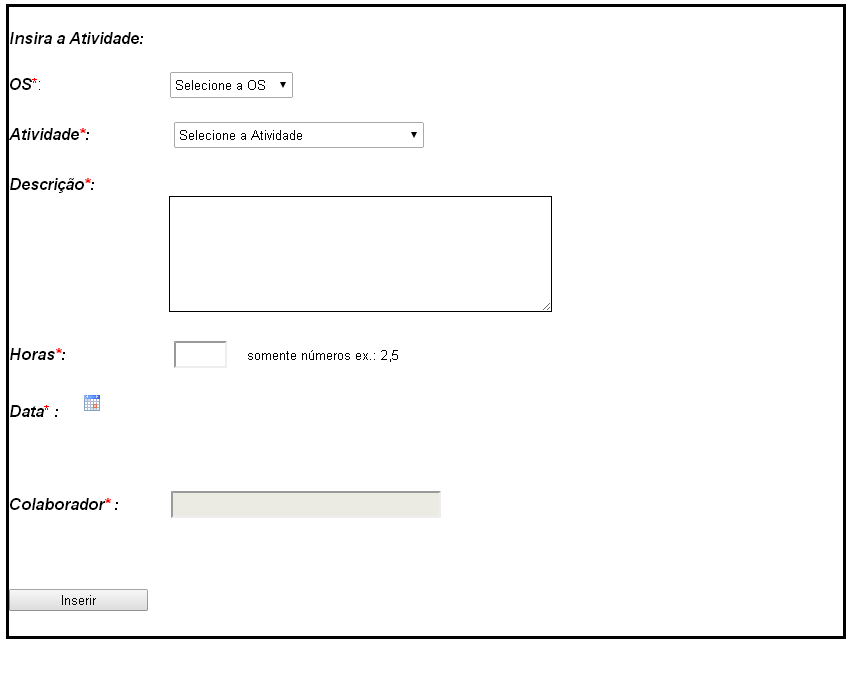 Insira a Atividade:
OS*: Selecione a OS
Atividade*: Selecione a Atividade
Descrição*:
Horas*: somente números ex.: 2,5
Data* :
Colaborador* :
Inserir